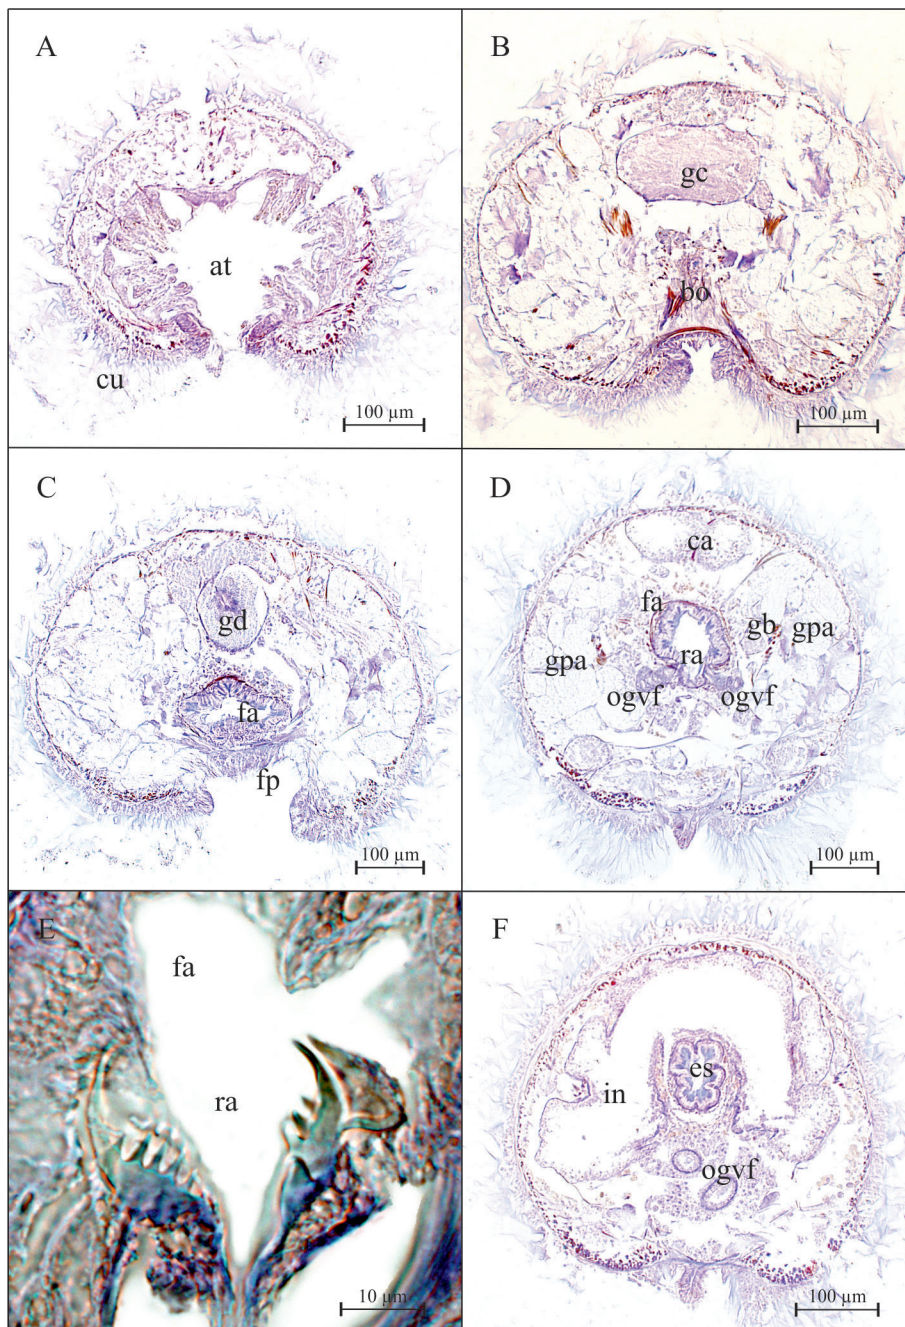 A
at
cu
100 µm
B
gc
bo
100 µm
C
gd
fa
fp
100 µm
D
ca
fa
gb
gpa
gpa
ra
ogvf
ogvf
100 µm
E
fa
ra
10 µm
F
es
in
ogvf
100 µm